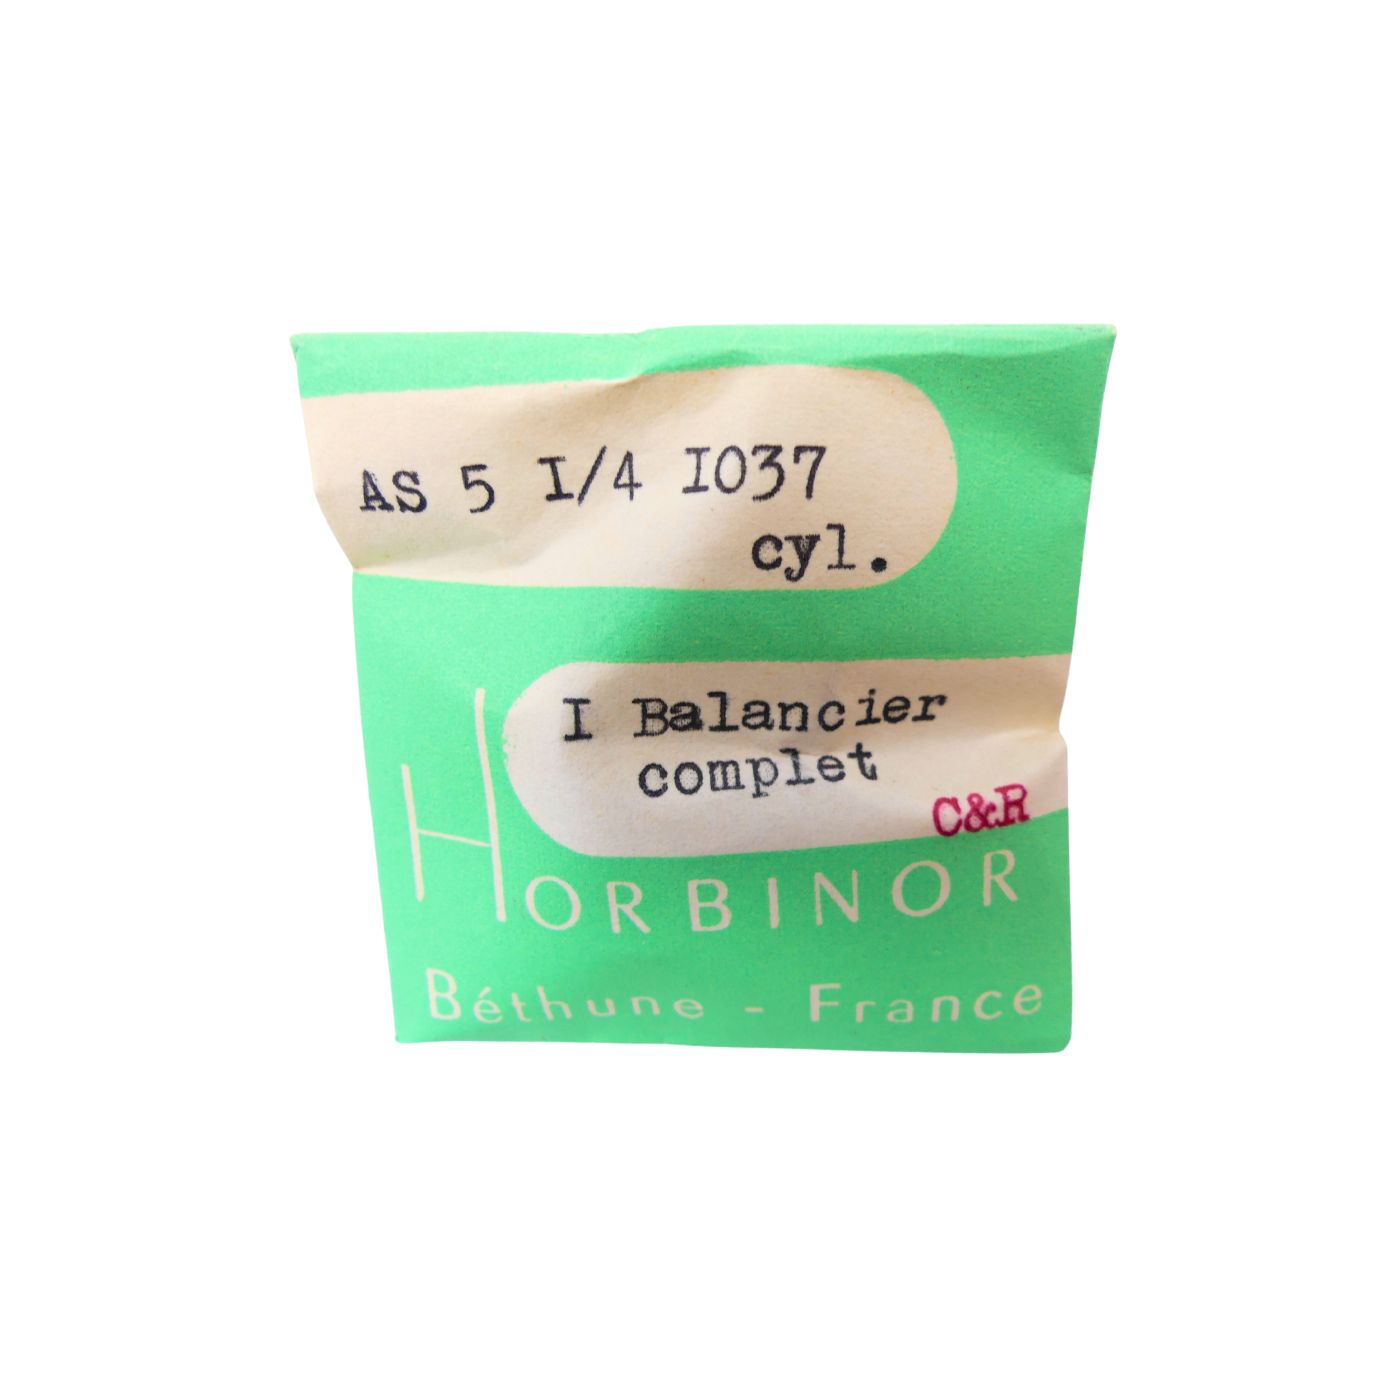 AS 5 I/4 I037
cyl.
I Balancier
complet
C&R
HORBINOR
Béthune - France